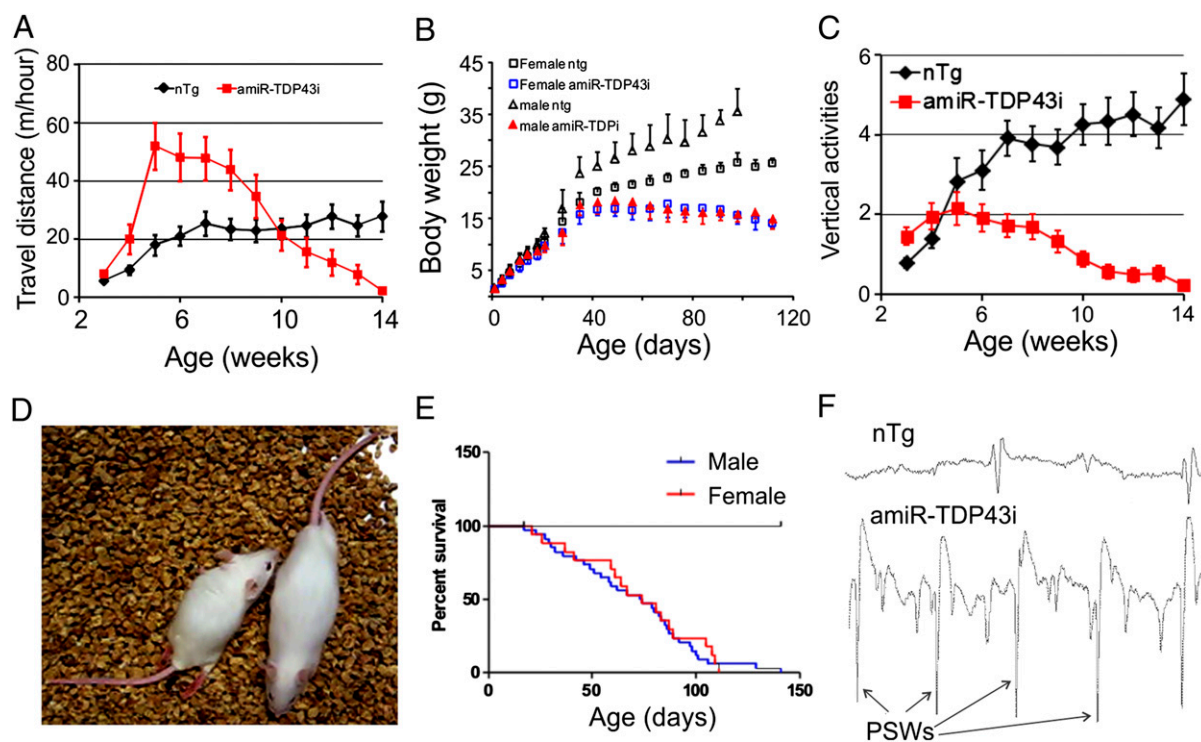 A
Travel distance (m/hour)
80
60
40
20
0
nTg
amiR-TDP43i
2
6
10
14
Age (weeks)
B
Body weight (g)
45
35
25
15
5
Female ntg
Female amiR-TDP43i
male ntg
male amiR-TDPi
0
40
80
120
Age (days)
C
Vertical activities
6
4
2
0
nTg
amiR-TDP43i
2
6
10
14
Age (weeks)
D
E
Percent survival
100
50
0
Male
Female
0
50
100
150
Age (days)
F
nTg
amiR-TDP43i
PSWs